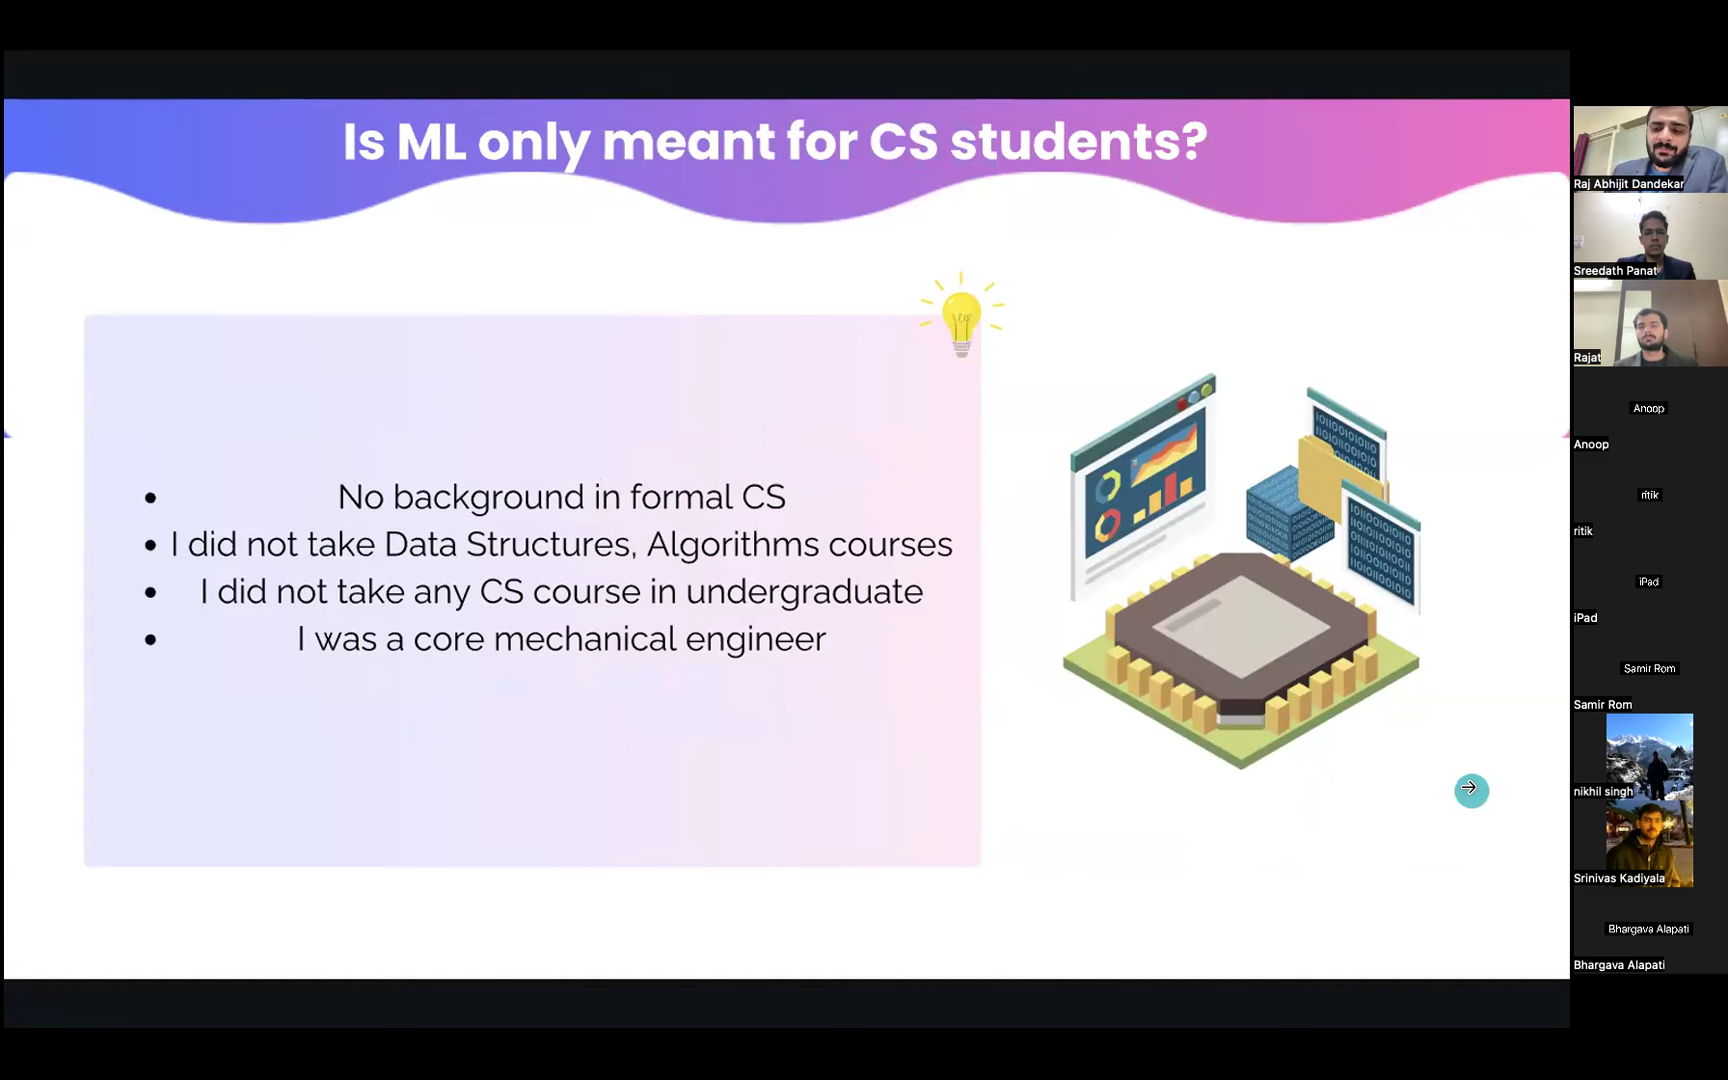 Is ML only meant for CS students?
• No background in formal CS
• I did not take Data Structures, Algorithms courses
• I did not take any CS course in undergraduate
• I was a core mechanical engineer
Raj Abhijit Dandekar
Sreedath Panat
Rajat
Anoop
Anoop
ritik
ritik
iPad
iPad
Samir Rom
Samir Rom
nikhil singh
Srinivas Kadiyala
Bhargava Alapati
Bhargava Alapati